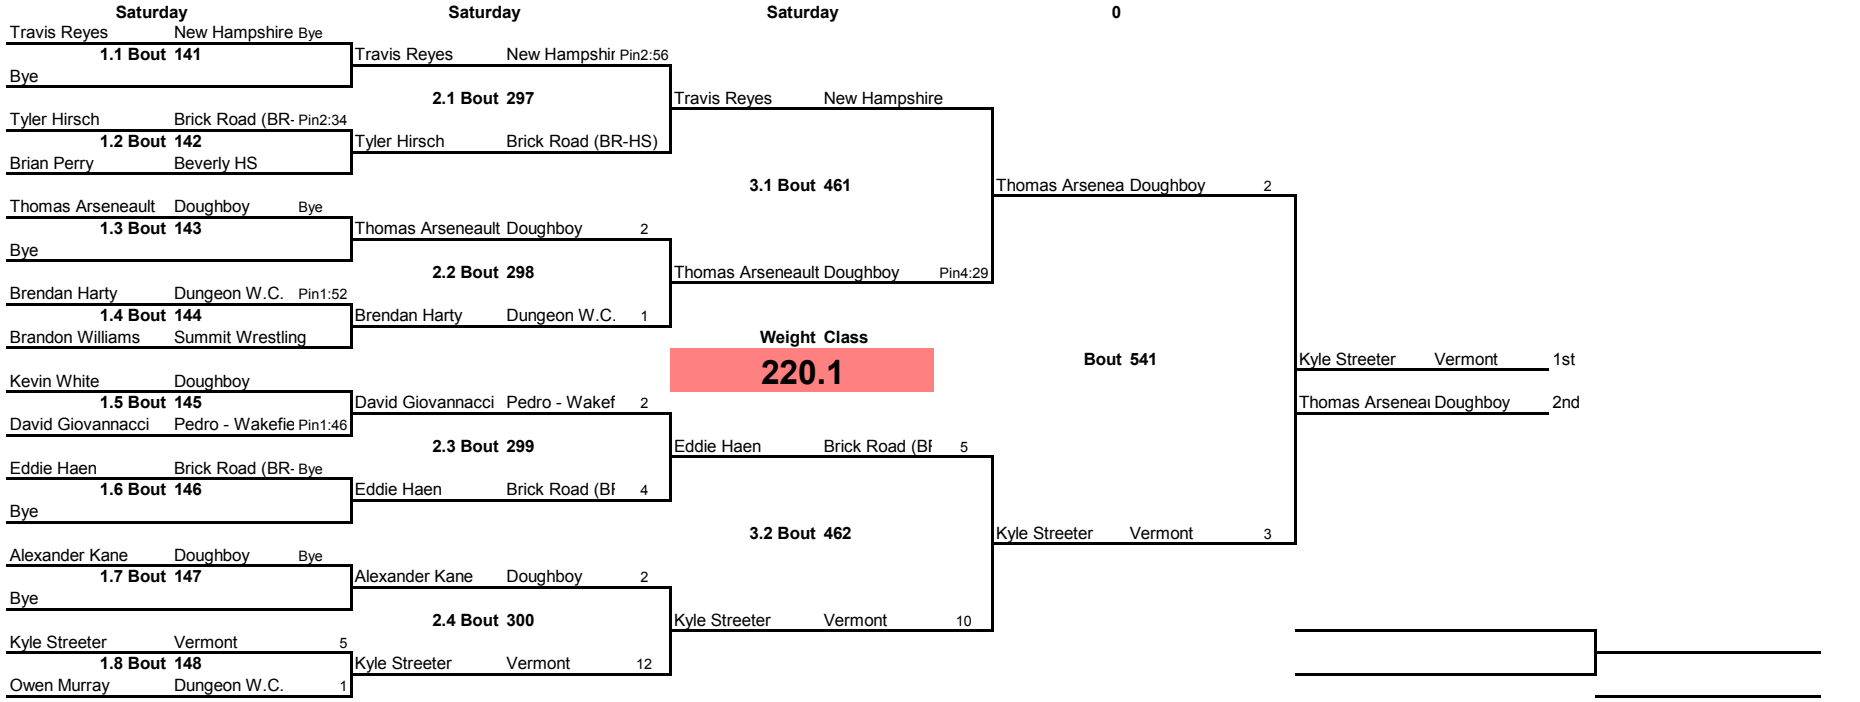 Saturday Saturday Saturday 0
Travis Reyes New Hampshire Bye
1.1 Bout 141 Travis Reyes New Hampshir Pin2:56
Bye
2.1 Bout 297 Travis Reyes New Hampshire
Tyler Hirsch Brick Road (BR- Pin2:34
1.2 Bout 142 Tyler Hirsch Brick Road (BR-HS)
Brian Perry Beverly HS
3.1 Bout 461 Thomas Arsenea Doughboy 2
Thomas Arseneault Doughboy Bye
1.3 Bout 143 Thomas Arseneault Doughboy 2
Bye
2.2 Bout 298 Thomas Arseneault Doughboy Pin4:29
Brendan Harty Dungeon W.C. Pin1:52
1.4 Bout 144 Brendan Harty Dungeon W.C. 1
Brandon Williams Summit Wrestling Weight Class
220.1 Bout 541 Kyle Streeter Vermont 1st
Kevin White Doughboy
1.5 Bout 145 David Giovannacci Pedro - Wakef 2 Thomas Arseneau Doughboy 2nd
David Giovannacci Pedro - Wakefie Pin1:46
2.3 Bout 299 Eddie Haen Brick Road (BF 5
Eddie Haen Brick Road (BR- Bye
1.6 Bout 146 Eddie Haen Brick Road (BF 4
Bye
3.2 Bout 462 Kyle Streeter Vermont 3
Alexander Kane Doughboy Bye
1.7 Bout 147 Alexander Kane Doughboy 2
Bye
2.4 Bout 300 Kyle Streeter Vermont 10
Kyle Streeter Vermont 5
1.8 Bout 148 Kyle Streeter Vermont 12
Owen Murray Dungeon W.C. 1